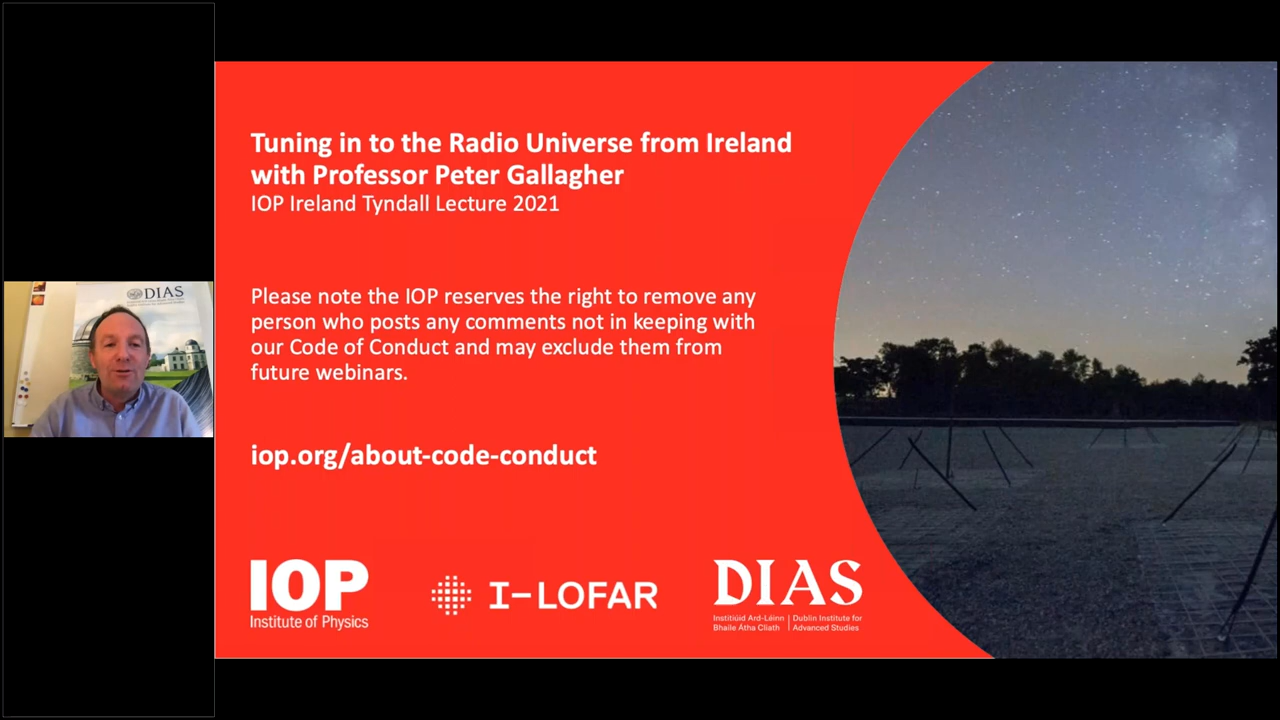 Tuning in to the Radio Universe from Ireland
with Professor Peter Gallagher
IOP Ireland Tyndall Lecture 2021
Please note the IOP reserves the right to remove any
person who posts any comments not in keeping with
our Code of Conduct and may exclude them from
future webinars.
iop.org/about-code-conduct
IOP
Institute of Physics
I-LOFAR
DIAS
Institiúid Ard-Léinn
Bhaile Átha Cliath
Dublin Institute for
Advanced Studies
DIAS